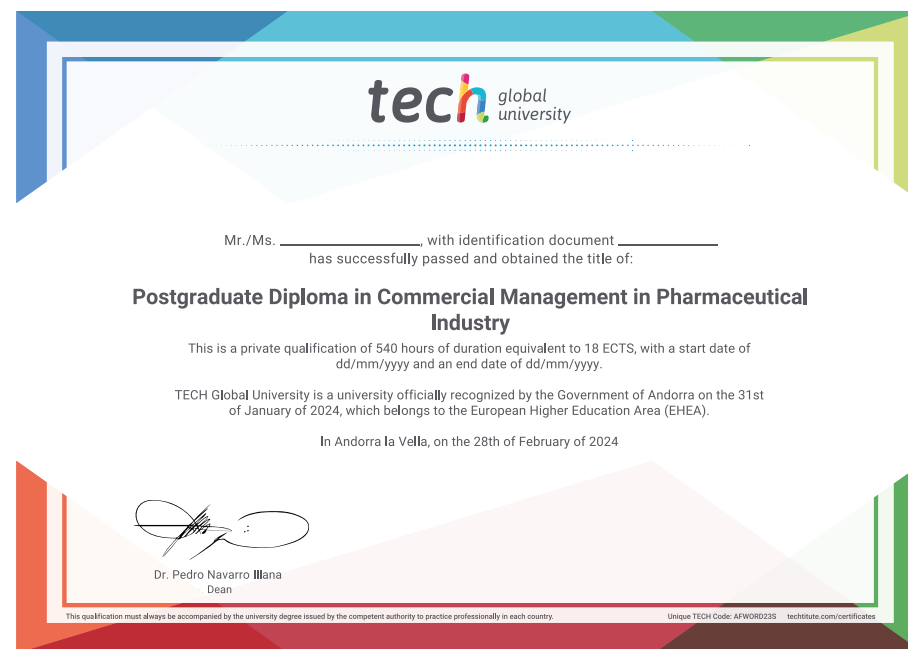 tech global
university
Mr./Ms. ____________, with identification document ____________
has successfully passed and obtained the title of:
Postgraduate Diploma in Commercial Management in Pharmaceutical
Industry
This is a private qualification of 540 hours of duration equivalent to 18 ECTS, with a start date of
dd/mm/yyyy and an end date of dd/mm/yyyy.
TECH Global University is a university officially recognized by the Government of Andorra on the 31st
of January of 2024, which belongs to the European Higher Education Area (EHEA).
In Andorra la Vella, on the 28th of February of 2024
Dr. Pedro Navarro Illana
Dean
This qualification must always be accompanied by the university degree issued by the competent authority to practice professionally in each country.
Unique TECH Code: AFWORD23S techtitute.com/certificates